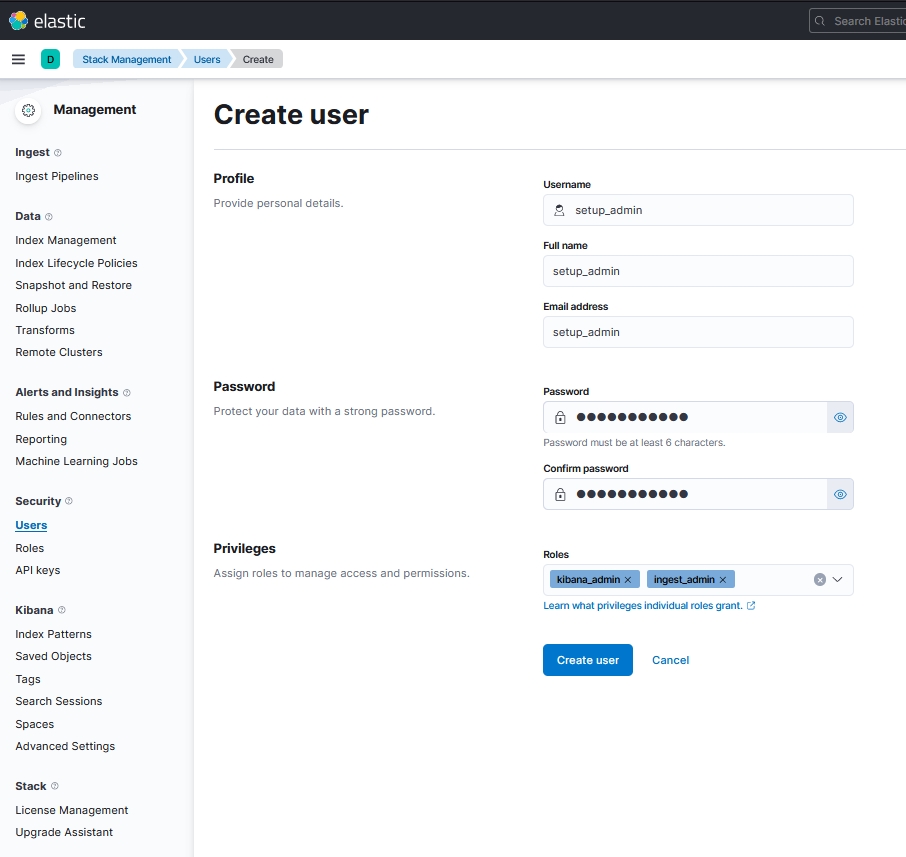 elastic
Search Elastic
D
Stack Management
Users
Create
Management
Ingest
Ingest Pipelines
Data
Index Management
Index Lifecycle Policies
Snapshot and Restore
Rollup Jobs
Transforms
Remote Clusters
Alerts and Insights
Rules and Connectors
Reporting
Machine Learning Jobs
Security
Users
Roles
API keys
Kibana
Index Patterns
Saved Objects
Tags
Search Sessions
Spaces
Advanced Settings
Stack
License Management
Upgrade Assistant
Create user
Profile
Provide personal details.
Username
setup_admin
Full name
setup_admin
Email address
setup_admin
Password
Protect your data with a strong password.
Password
●●●●●●●●●●●
Password must be at least 6 characters.
Confirm password
●●●●●●●●●●●
Privileges
Assign roles to manage access and permissions.
Roles
kibana_admin × ingest_admin ×
Learn what privileges individual roles grant.
Create user
Cancel